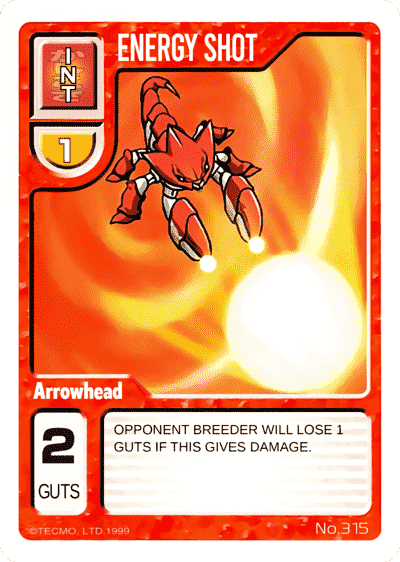 ENERGY SHOT
INT
1
Arrowhead
2
GUTS
OPPONENT BREEDER WILL LOSE 1
GUTS IF THIS GIVES DAMAGE.
©TECMO, LTD.1999
No.315